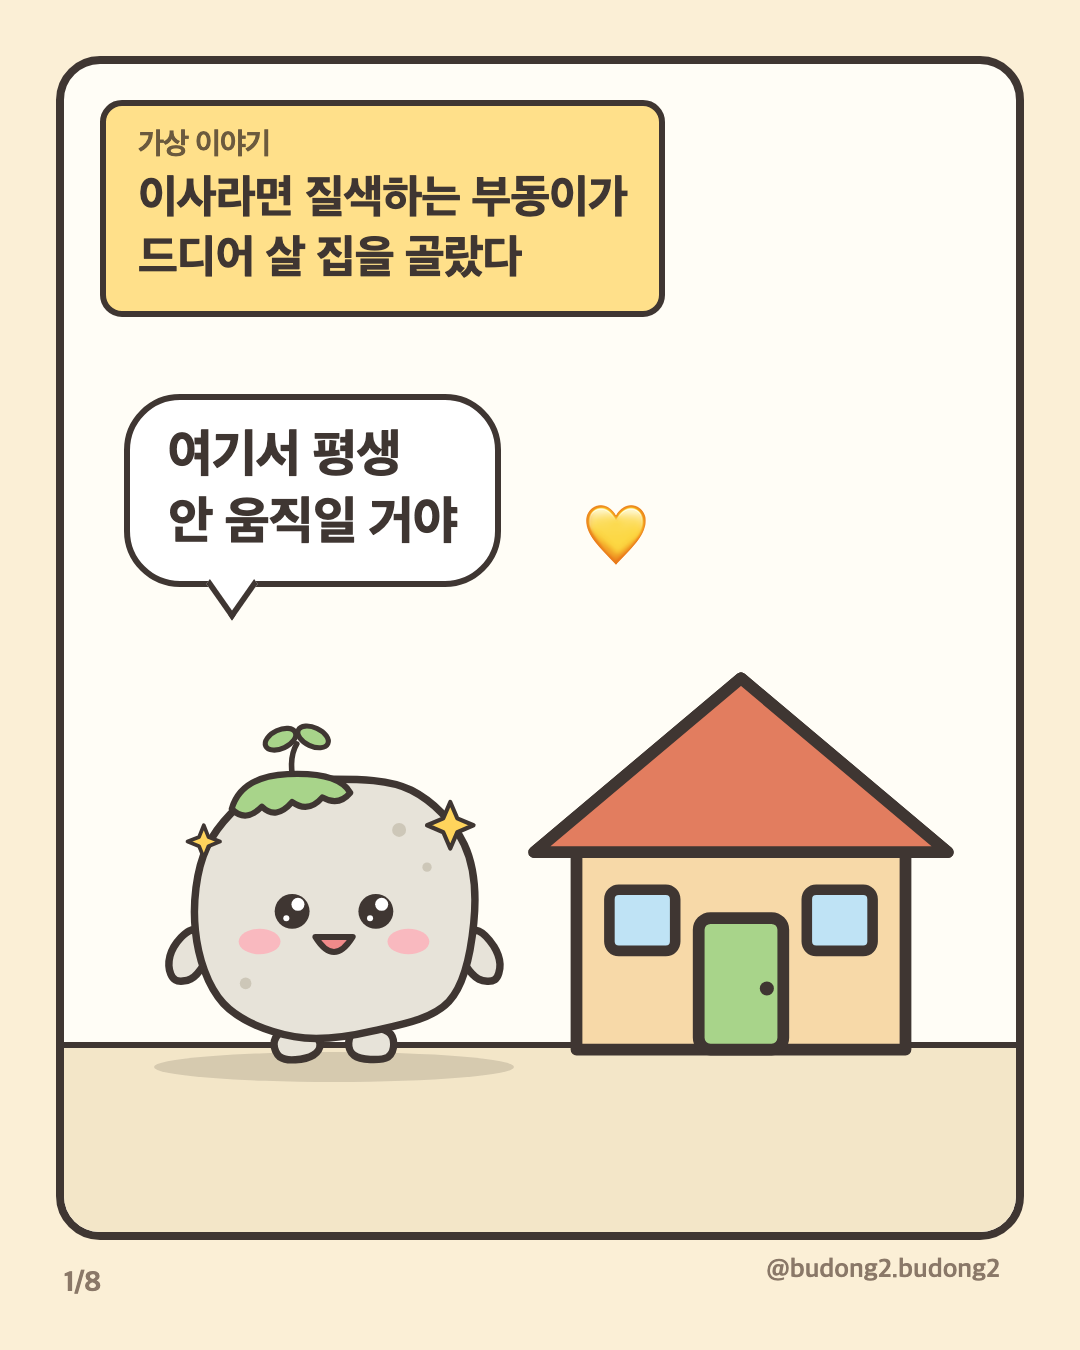 가상 이야기
이사라면 질색하는 부동이가
드디어 살 집을 골랐다
여기서 평생
안 움직일 거야
1/8
@budong2.budong2